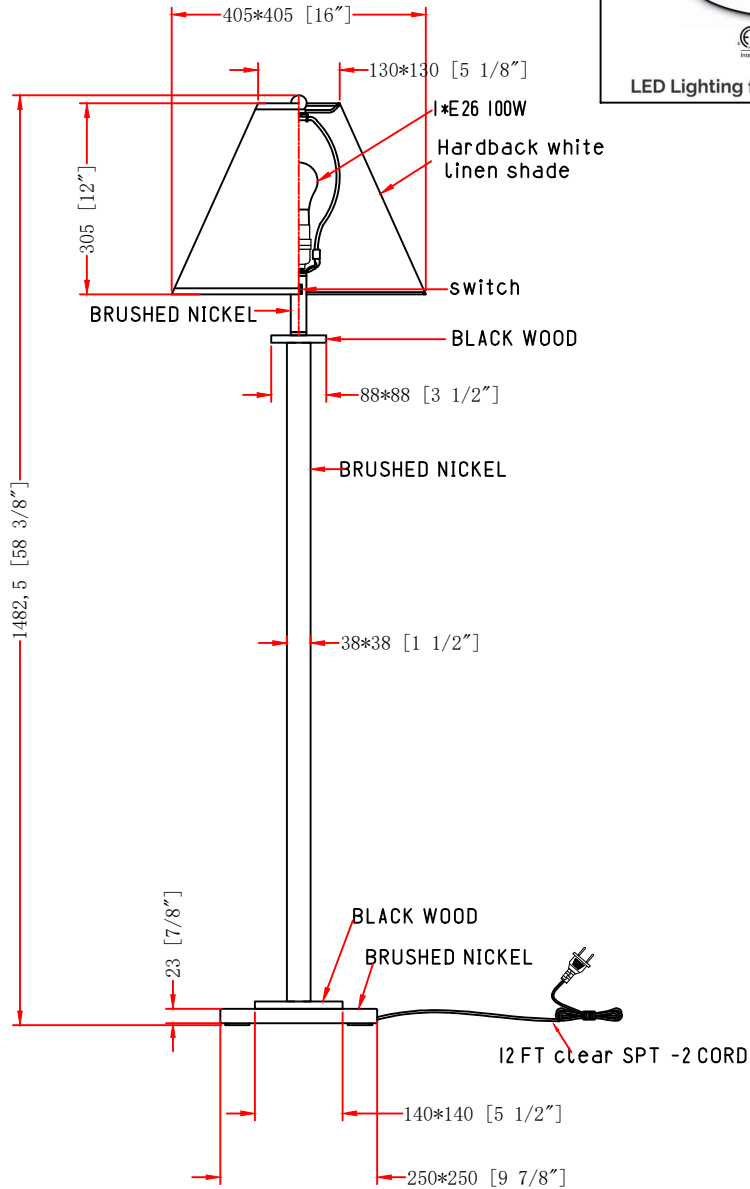 405*405 [16"]
130*130 [5 1/8"]
LED Lighting
1*E26 100W
Hardback white
linen shade
305 [12"]
switch
BRUSHED NICKEL
BLACK WOOD
88*88 [3 1/2"]
BRUSHED NICKEL
1482,5 [58 3/8"]
38*38 [1 1/2"]
23 [7/8"]
BLACK WOOD
BRUSHED NICKEL
12 FT clear SPT -2 CORD
140*140 [5 1/2"]
250*250 [9 7/8"]